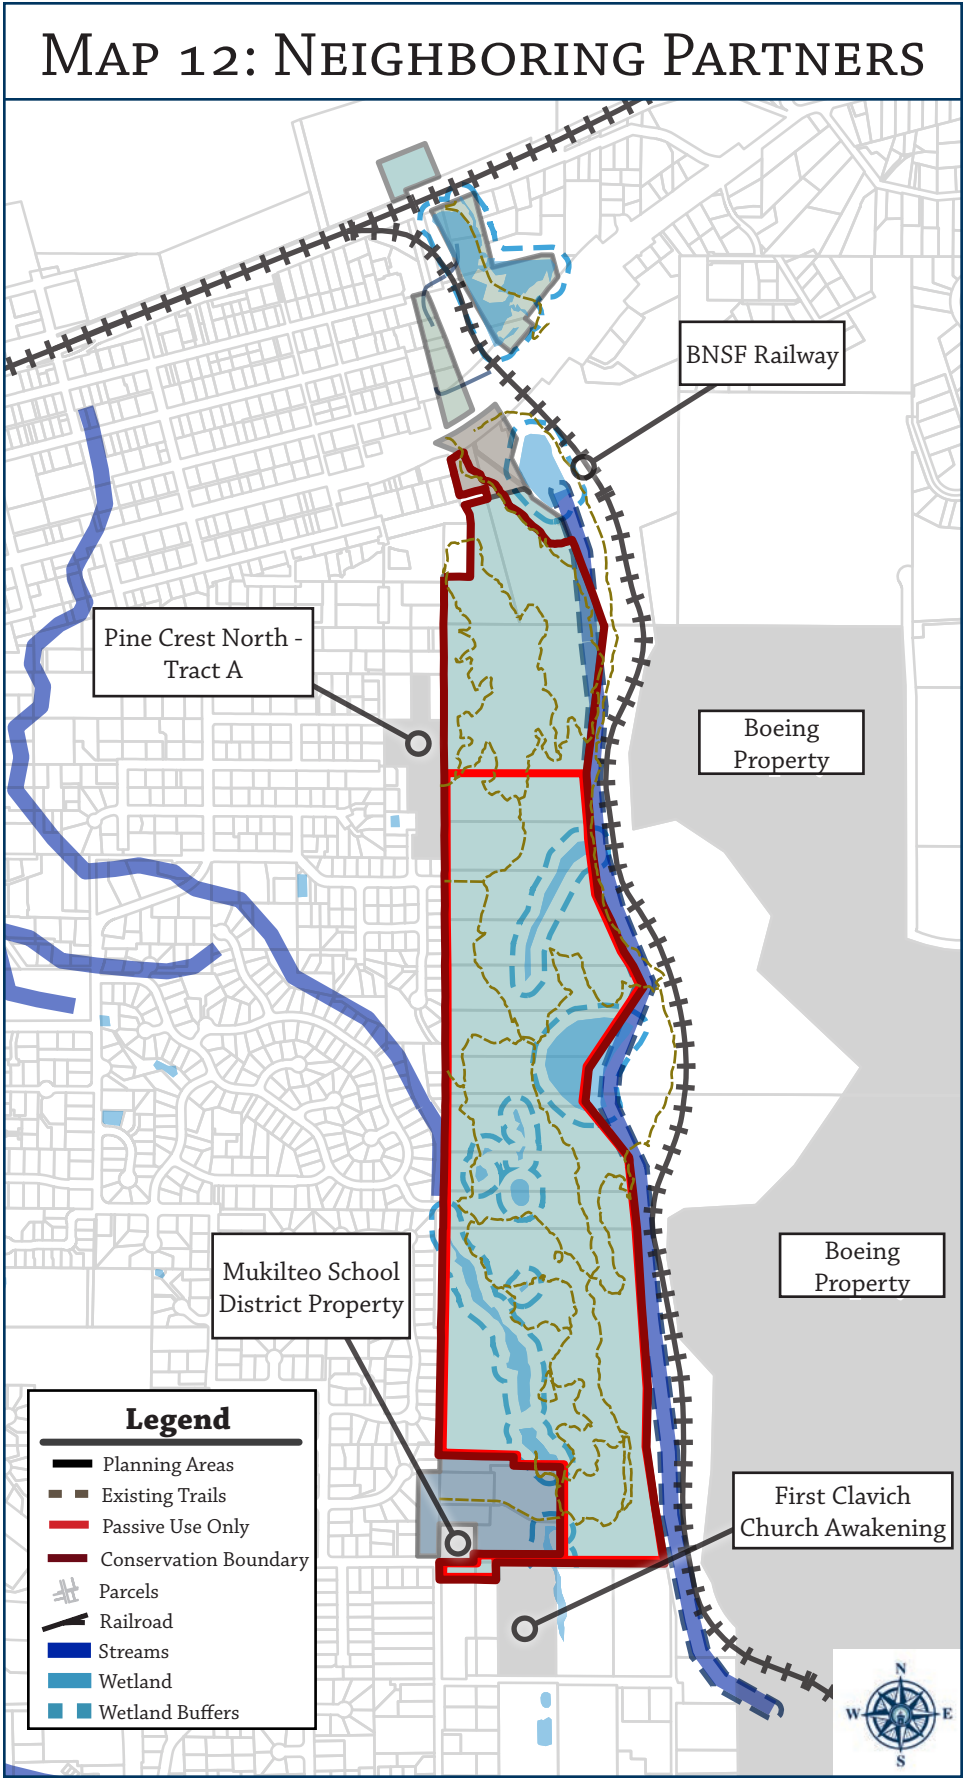 Map 12: Neighboring Partners
BNSF Railway
Pine Crest North -
Tract A
Boeing
Property
Mukilteo School
District Property
Boeing
Property
Legend
Planning Areas
Existing Trails
Passive Use Only
Conservation Boundary
Parcels
Railroad
Streams
Wetland
Wetland Buffers
First Clavich
Church Awakening
N
W E
S